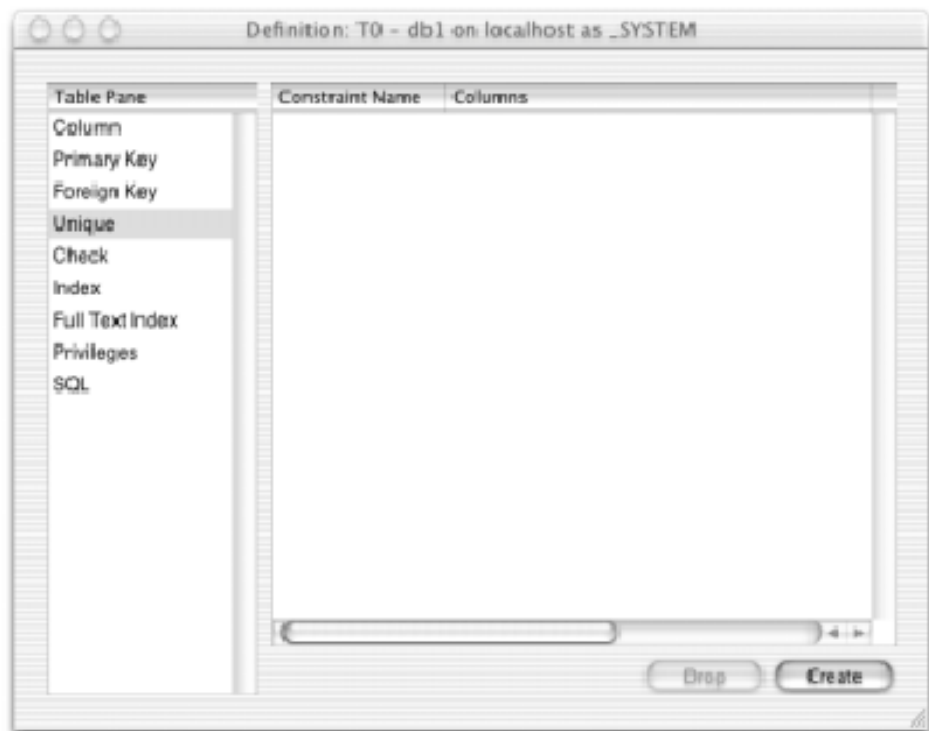 Definition: T0 - db1 on localhost as _SYSTEM
Table Pane
Column
Primary Key
Foreign Key
Unique
Check
Index
Full Text Index
Privileges
SQL
Constraint Name Columns
Drop Create